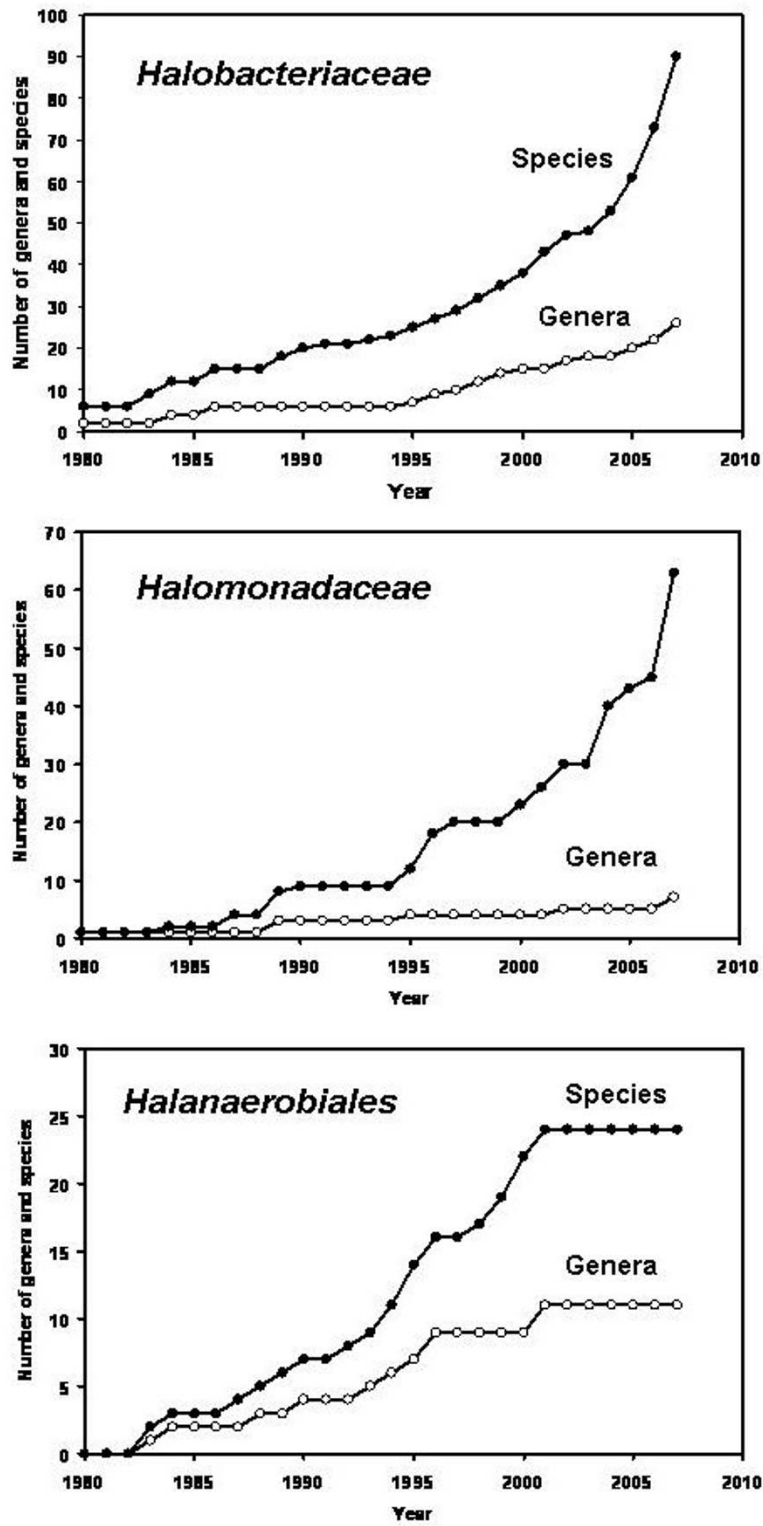 100
Halobacteriaceae
90
80
70
Species
60
50
40
30
Genera
20
10
0
Number of genera and species
1980 1985 1990 1995 2000 2005 2010
Year
70
Halomonadaceae
60
50
40
30
20
Genera
10
0
Number of genera and species
1980 1985 1990 1995 2000 2005 2010
Year
30
Halanaerobiales
Species
25
20
15
Genera
10
5
0
Number of genera and species
1980 1985 1990 1995 2000 2005 2010
Year